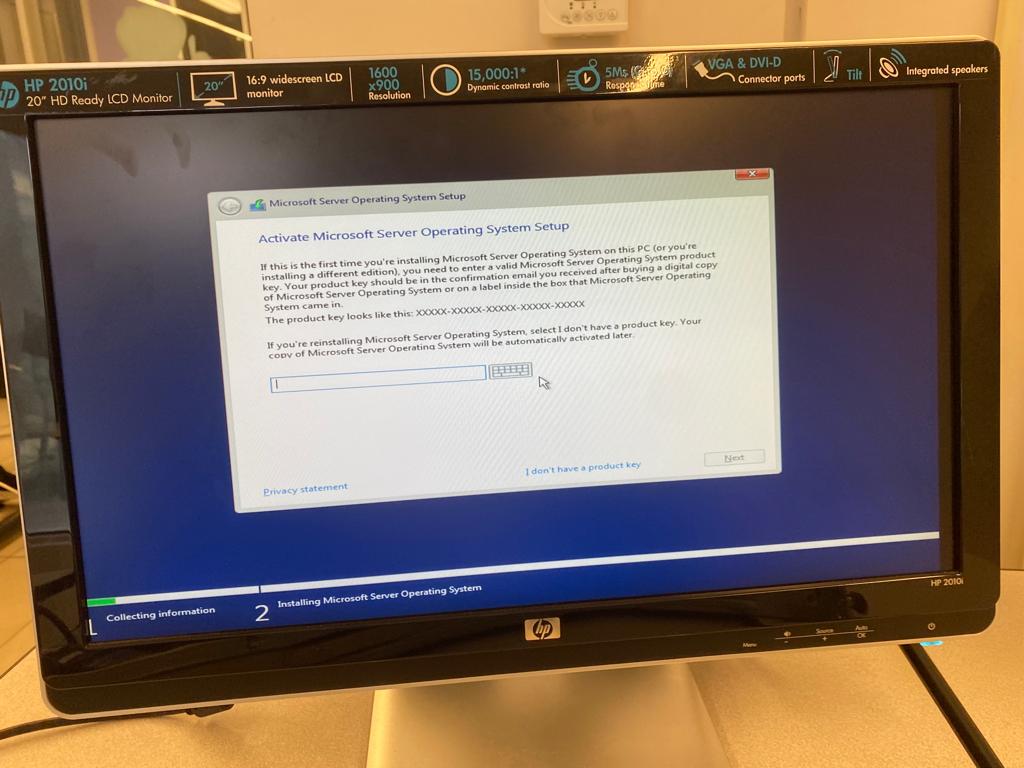 hp
HP 2010i
20" HD Ready LCD Monitor
20"
16:9 widescreen LCD
monitor
1600
x900
Resolution
15,000:1*
Dynamic contrast ratio
5Ms
Response Time
VGA & DVI-D
Connector ports
Tilt
Integrated speakers
Microsoft Server Operating System Setup
Activate Microsoft Server Operating System Setup
If this is the first time you're installing Microsoft Server Operating System on this PC (or you're
installing a different edition), you need to enter a valid Microsoft Server Operating System product
key. Your product key should be in the confirmation email you received after buying a digital copy
of Microsoft Server Operating System or on a label inside the box that Microsoft Server Operating
System came in.
The product key looks like this: XXXXX-XXXXX-XXXXX-XXXXX-XXXXX
If you're reinstalling Microsoft Server Operating System, select I don't have a product key. Your
copy of Microsoft Server Operating System will be automatically activated later.
I don't have a product key
Next
Privacy statement
1 Collecting information
2 Installing Microsoft Server Operating System
HP 2010i
hp
Menu
-
Source
+
Auto
OK